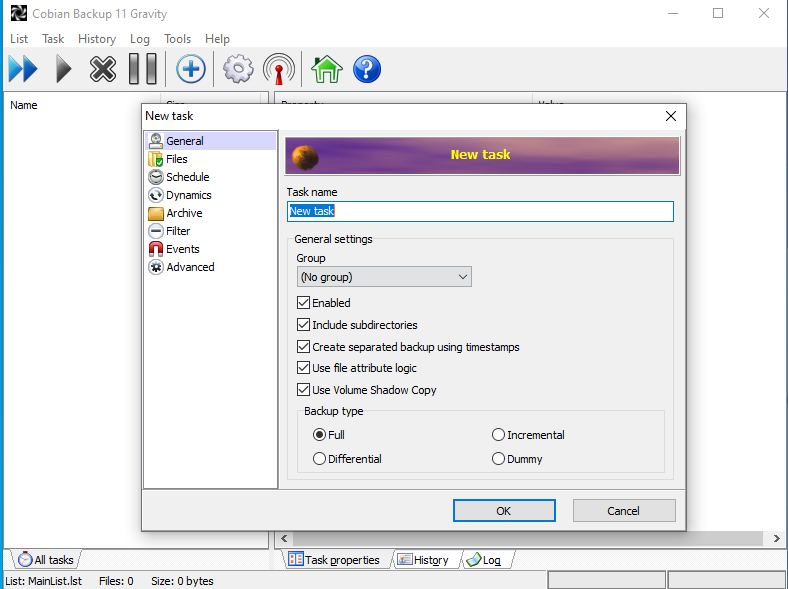 Cobian Backup 11 Gravity
List Task History Log Tools Help
Name
New task
General
Files
Schedule
Dynamics
Archive
Filter
Events
Advanced
New task
Task name
New task
General settings
Group
(No group)
Enabled
Include subdirectories
Create separated backup using timestamps
Use file attribute logic
Use Volume Shadow Copy
Backup type
Full Incremental
Differential Dummy
OK Cancel
All tasks Task properties History Log
List: MainList.lst Files: 0 Size: 0 bytes